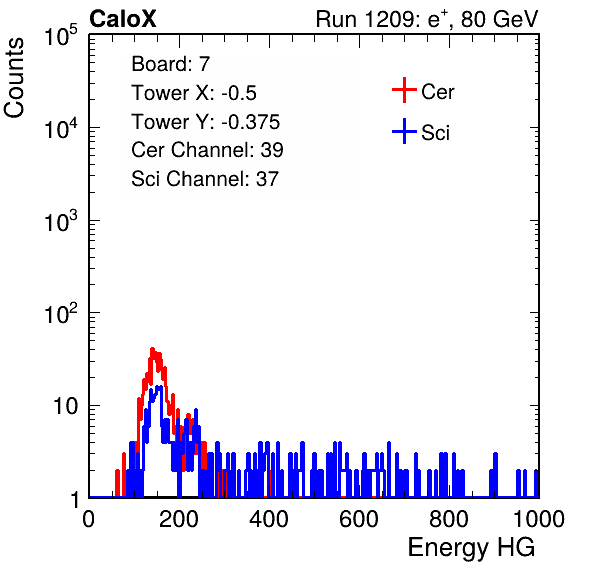 CaloX Run 1209: e⁺, 80 GeV
Counts
10⁵
10⁴
10³
10²
10
1
Board: 7
Tower X: -0.5
Tower Y: -0.375
Cer Channel: 39
Sci Channel: 37
Cer
Sci
0 200 400 600 800 1000
Energy HG